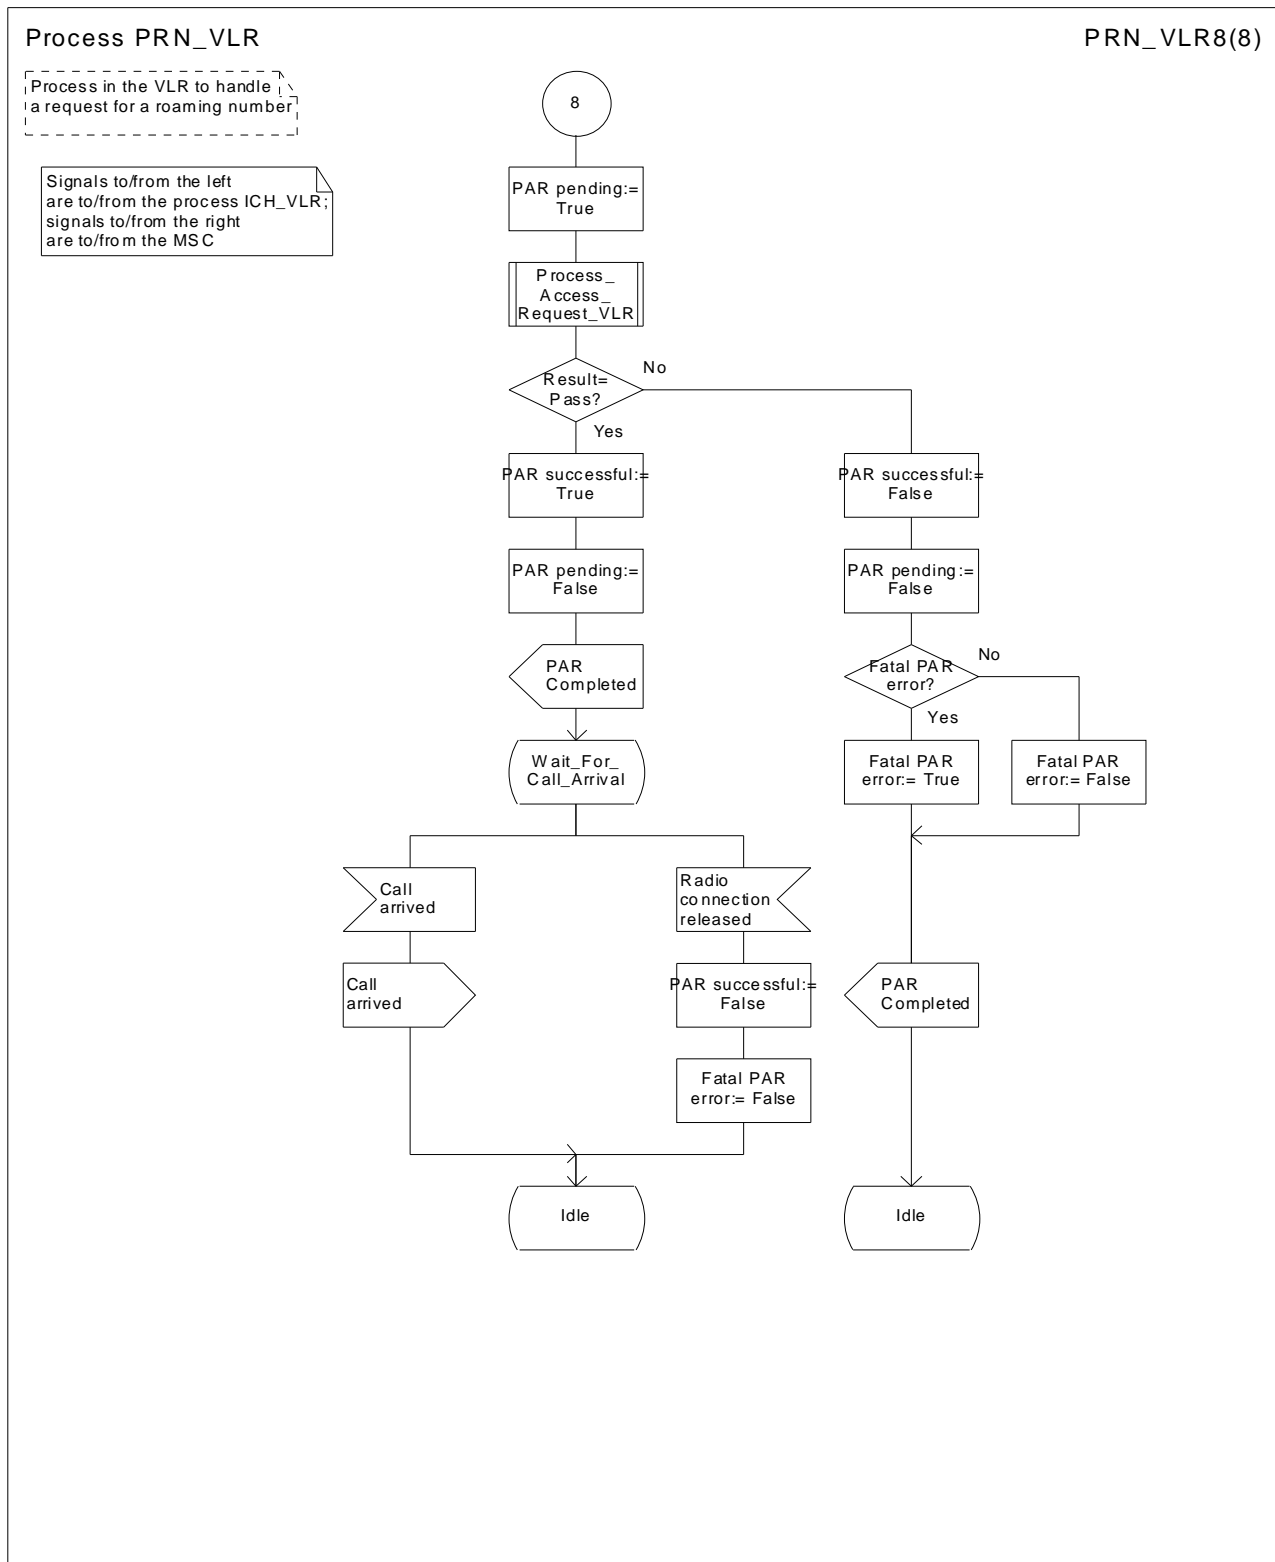 Process PRN_VLR
PRN_VLR8(8)
Process in the VLR to handle
a request for a roaming number
Signals to/from the left
are to/from the process ICH_VLR;
signals to/from the right
are to/from the MSC
8
PAR pending:=
True
Process_
Access_
Request_VLR
Result=
Pass?
No
Yes
PAR successful:=
True
PAR successful:=
False
PAR pending:=
False
PAR pending:=
False
PAR
Completed
Fatal PAR
error?
No
Yes
Wait_For_
Call_Arrival
Fatal PAR
error:= True
Fatal PAR
error:= False
Call
arrived
Radio
connection
released
Call
arrived
PAR successful:=
False
PAR
Completed
Fatal PAR
error:= False
Idle
Idle